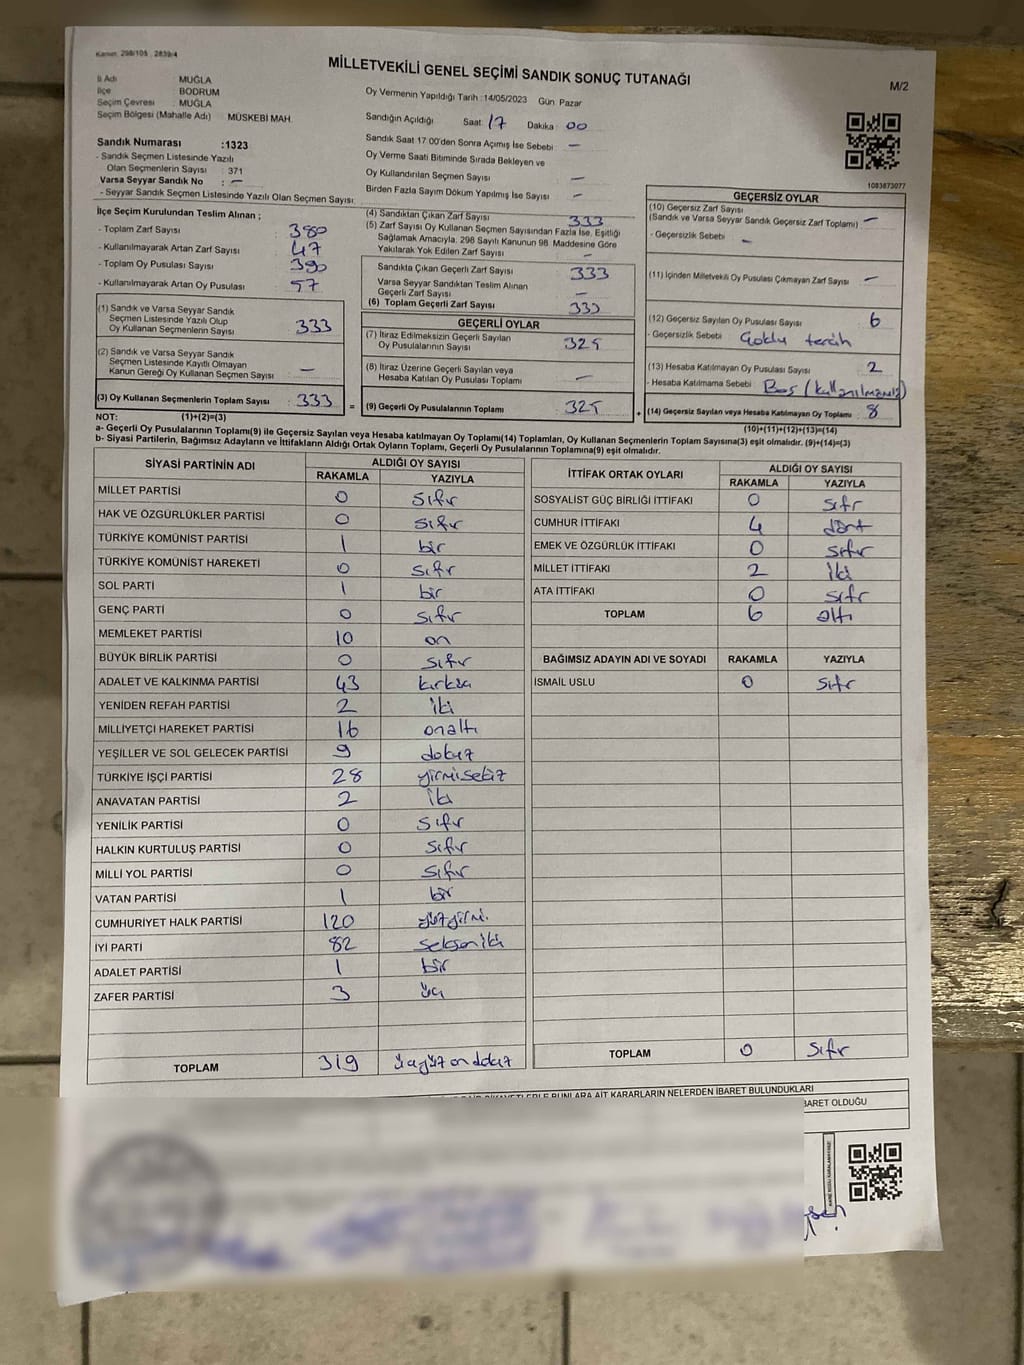 Kanun: 298/105 , 2839/4
MİLLETVEKİLİ GENEL SEÇİMİ SANDIK SONUÇ TUTANAĞI
M/2
İl Adı : MUĞLA
İlçe : BODRUM
Seçim Çevresi : MUĞLA
Seçim Bölgesi (Mahalle Adı) : MÜSKEBİ MAH.
Oy Vermenin Yapıldığı Tarih :14/05/2023 Gün: Pazar
Sandığın Açıldığı Saat: 17 Dakika 00
Sandık Numarası :1323
- Sandık Seçmen Listesinde Yazılı
Olan Seçmenlerin Sayısı : 371
Varsa Seyyar Sandık No : —
- Seyyar Sandık Seçmen Listesinde Yazılı Olan Seçmen Sayısı:
Sandık Saat 17:00'den Sonra Açımış İse Sebebi —
Oy Verme Saati Bitiminde Sırada Bekleyen ve
Oy Kullandırılan Seçmen Sayısı —
Birden Fazla Sayım Döküm Yapılmış İse Sayısı —
1083873077
İlçe Seçim Kurulundan Teslim Alınan ;
- Toplam Zarf Sayısı : 380
- Kullanılmayarak Artan Zarf Sayısı : 47
- Toplam Oy Pusulası Sayısı : 390
- Kullanılmayarak Artan Oy Pusulası : 57
(1) Sandık ve Varsa Seyyar Sandık
Seçmen Listesinde Yazılı Olup
Oy Kullanan Seçmenlerin Sayısı : 333
(2) Sandık ve Varsa Seyyar Sandık
Seçmen Listesinde Kayıtlı Olmayan
Kanun Gereği Oy Kullanan Seçmen Sayısı : —
(3) Oy Kullanan Seçmenlerin Toplam Sayısı : 333
(1)+(2)=(3)
(4) Sandıktan Çıkan Zarf Sayısı 333
(5) Zarf Sayısı Oy Kullanan Seçmen Sayısından Fazla İse, Eşitliği
Sağlamak Amacıyla, 298 Sayılı Kanunun 98. Maddesine Göre
Yakılarak Yok Edilen Zarf Sayısı —
Sandıkta Çıkan Geçerli Zarf Sayısı 333
Varsa Seyyar Sandıktan Teslim Alınan
Geçerli Zarf Sayısı —
(6) Toplam Geçerli Zarf Sayısı 333
GEÇERLİ OYLAR
(7) İtiraz Edilmeksizin Geçerli Sayılan
Oy Pusulalarının Sayısı : 325
(8) İtiraz Üzerine Geçerli Sayılan veya
Hesaba Katılan Oy Pusulası Toplamı : —
= (9) Geçerli Oy Pusulalarının Toplamı : 325
GEÇERSİZ OYLAR
(10) Geçersiz Zarf Sayısı
(Sandık ve Varsa Seyyar Sandık Geçersiz Zarf Toplamı) —
- Geçersizlik Sebebi : —
(11) İçinden Milletvekili Oy Pusulası Çıkmayan Zarf Sayısı —
(12) Geçersiz Sayılan Oy Pusulası Sayısı : 6
- Geçersizlik Sebebi : Çoklu tercih
(13) Hesaba Katılmayan Oy Pusulası Sayısı : 2
- Hesaba Katılmama Sebebi : Boş
+ (14) Geçersiz Sayılan veya Hesaba Katılmayan Oy Toplamı : 8
(10)+(11)+(12)+(13)=(14)
NOT:
a- Geçerli Oy Pusulalarının Toplamı(9) ile Geçersiz Sayılan veya Hesaba katılmayan Oy Toplamı(14) Toplamları, Oy Kullanan Seçmenlerin Toplam Sayısına(3) eşit olmalıdır. (9)+(14)=(3)
b- Siyasi Partilerin, Bağımsız Adayların ve İttifakların Aldığı Ortak Oyların Toplamı, Geçerli Oy Pusulalarının Toplamına(9) eşit olmalıdır.
SİYASİ PARTİNİN ADI ALDIĞI OY SAYISI
RAKAMLA YAZIYLA
MİLLET PARTİSİ 0 sıfır
HAK VE ÖZGÜRLÜKLER PARTİSİ 0 sıfır
TÜRKİYE KOMÜNİST PARTİSİ 1 bir
TÜRKİYE KOMÜNİST HAREKETİ 0 sıfır
SOL PARTİ 1 bir
GENÇ PARTİ 0 sıfır
MEMLEKET PARTİSİ 10 on
BÜYÜK BİRLİK PARTİSİ 0 sıfır
ADALET VE KALKINMA PARTİSİ 43
YENİDEN REFAH PARTİSİ 2 iki
MİLLİYETÇİ HAREKET PARTİSİ 16 onaltı
YEŞİLLER VE SOL GELECEK PARTİSİ 9 dokuz
TÜRKİYE İŞÇİ PARTİSİ 28 yirmisekiz
ANAVATAN PARTİSİ 2 iki
YENİLİK PARTİSİ 0 sıfır
HALKIN KURTULUŞ PARTİSİ 0 sıfır
MİLLİ YOL PARTİSİ 0 sıfır
VATAN PARTİSİ 1 bir
CUMHURİYET HALK PARTİSİ 120 yüzyirmi
İYİ PARTİ 82 seksen iki
ADALET PARTİSİ 1 bir
ZAFER PARTİSİ 3 üç
TOPLAM 319 üçyüz ondokuz
İTTİFAK ORTAK OYLARI ALDIĞI OY SAYISI
RAKAMLA YAZIYLA
SOSYALİST GÜÇ BİRLİĞİ İTTİFAKI 0 sıfır
CUMHUR İTTİFAKI 4 dört
EMEK VE ÖZGÜRLÜK İTTİFAKI 0 sıfır
MİLLET İTTİFAKI 2 iki
ATA İTTİFAKI 0 sıfır
TOPLAM 6 altı
BAĞIMSIZ ADAYIN ADI VE SOYADI RAKAMLA YAZIYLA
İSMAİL USLU 0 sıfır
TOPLAM 0 sıfır
BUNLARA AİT KARARLARIN NELERDEN İBARET BULUNDUKLARI
İBARET OLDUĞU